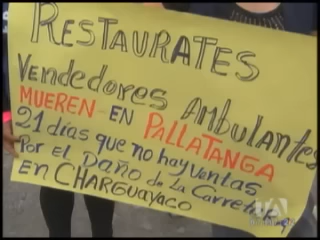 RESTAURATES
Vendedores Ambulantes
MUEREN - EN PALLATANGA
21 días que no hay ventas
Por el Daño de La Carretera
EN CHARGUAYACO